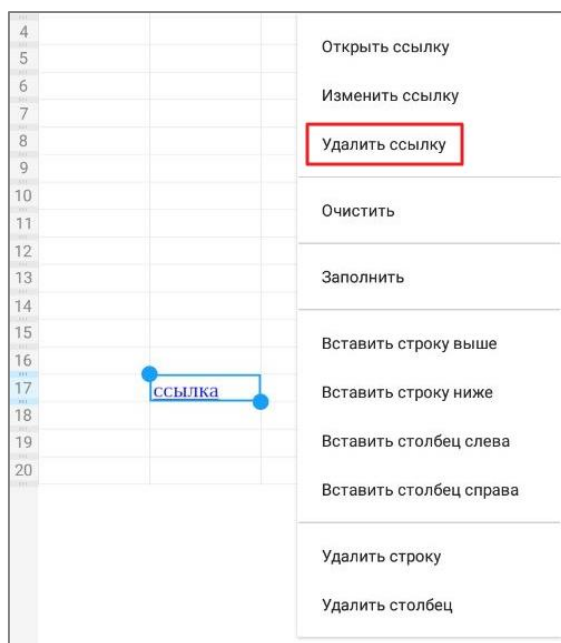 4
5
6
7
8
9
10
11
12
13
14
15
16
17
18
19
20
ссылка
Открыть ссылку
Изменить ссылку
Удалить ссылку
Очистить
Заполнить
Вставить строку выше
Вставить строку ниже
Вставить столбец слева
Вставить столбец справа
Удалить строку
Удалить столбец